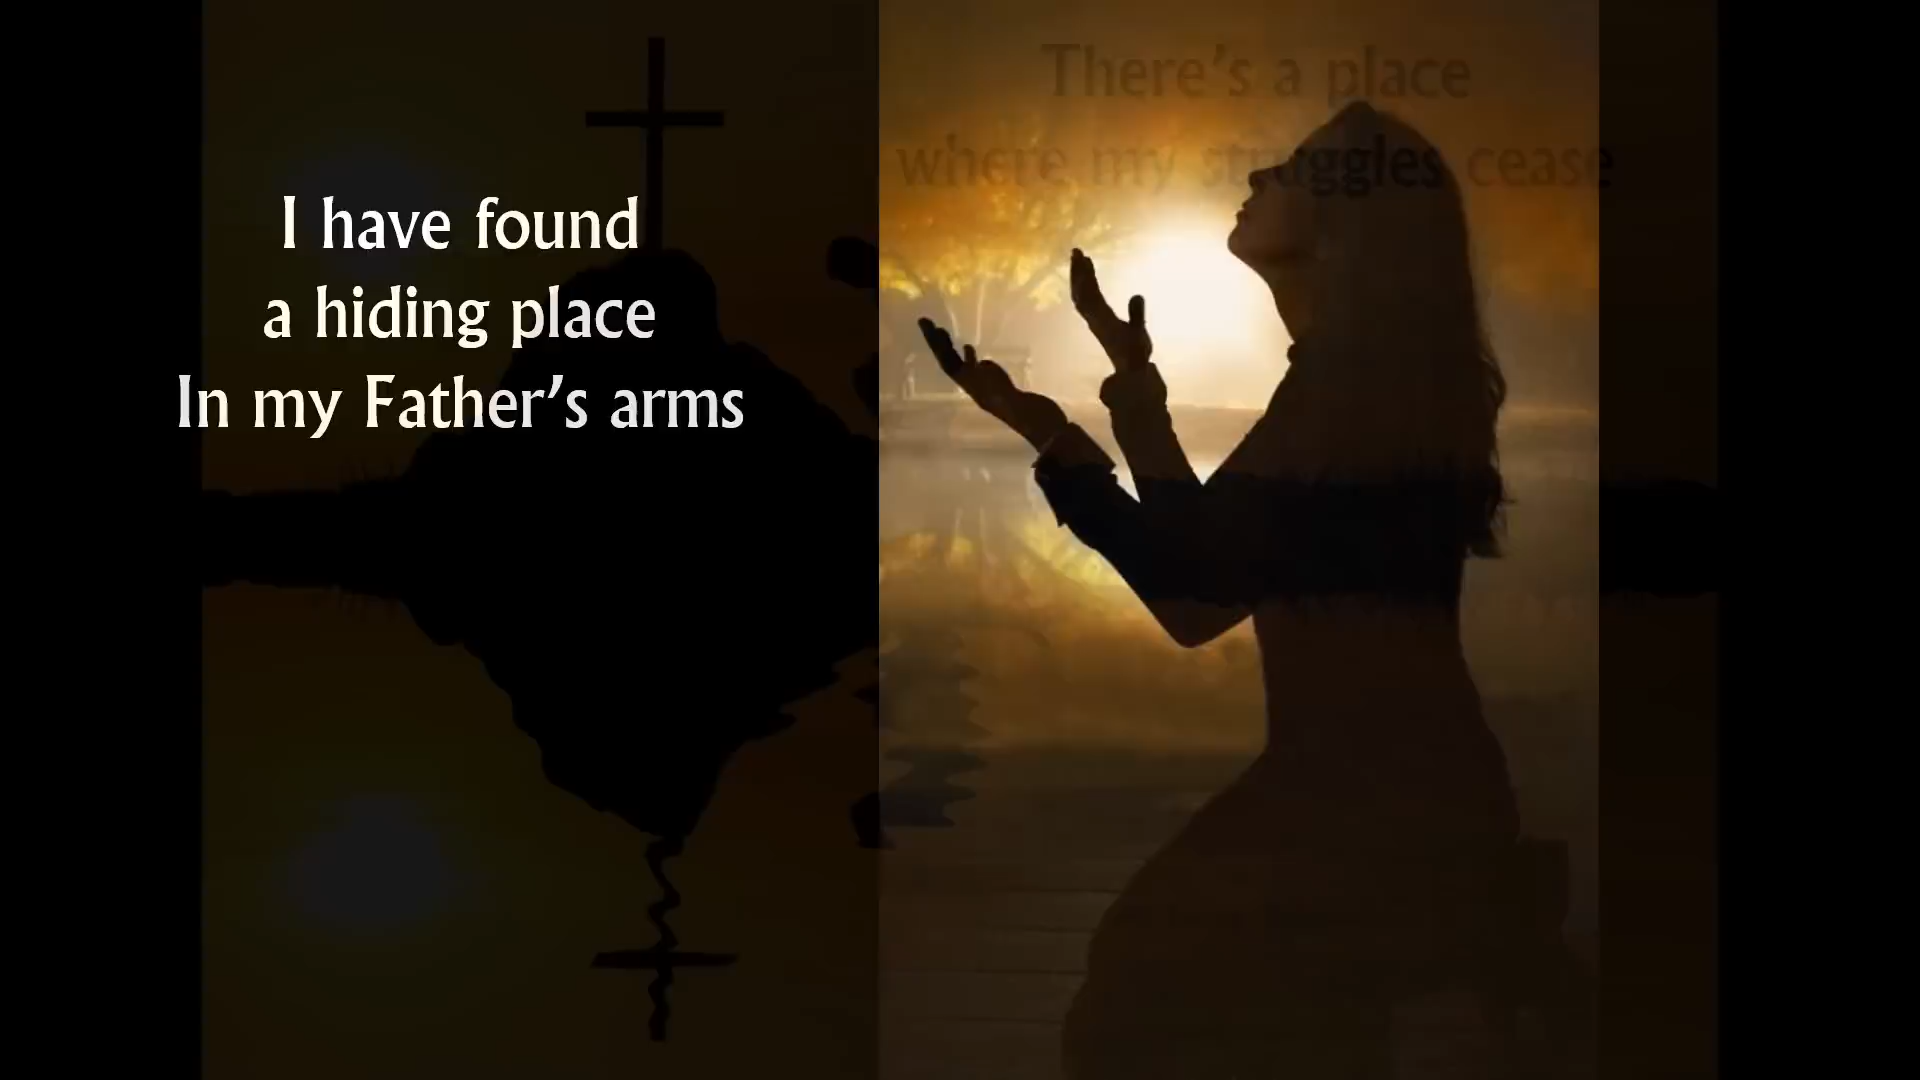 I have found
a hiding place
In my Father's arms
There's a place
where my struggles cease